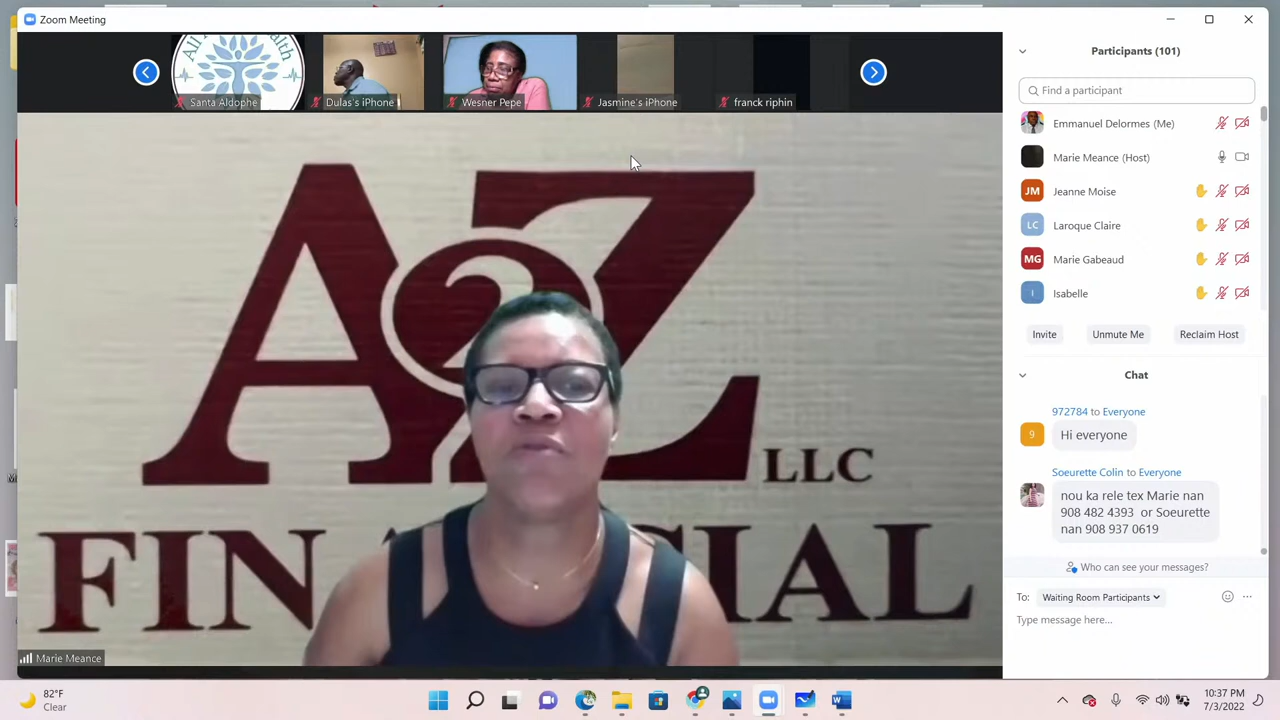 Zoom Meeting
Santa Aldophe
Dulas's iPhone
Wesner Pepe
Jasmine's iPhone
franck riphin
A2Z
LLC
FINANCIAL
Marie Meance
Participants (101)
Find a participant
Emmanuel Delormes (Me)
Marie Meance (Host)
JM Jeanne Moise
LC Laroque Claire
MG Marie Gabeaud
I Isabelle
Invite
Unmute Me
Reclaim Host
Chat
972784 to Everyone
9 Hi everyone
Soeurette Colin to Everyone
nou ka rele tex Marie nan
908 482 4393 or Soeurette
nan 908 937 0619
Who can see your messages?
To: Waiting Room Participants
Type message here...
82°F
Clear
10:37 PM
7/3/2022